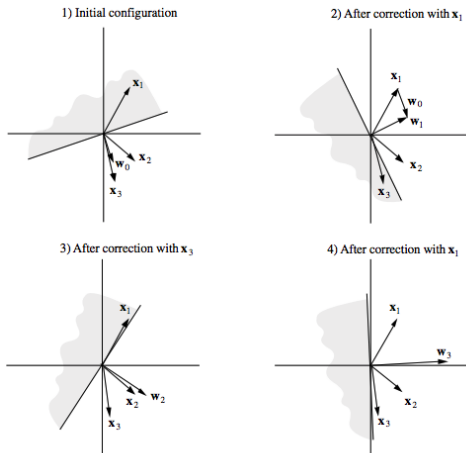 1) Initial configuration
x1
x2
w0
x3
2) After correction with x1
x1
w0
w1
x2
x3
3) After correction with x3
x1
x2
w2
x3
4) After correction with x1
x1
w3
x2
x3